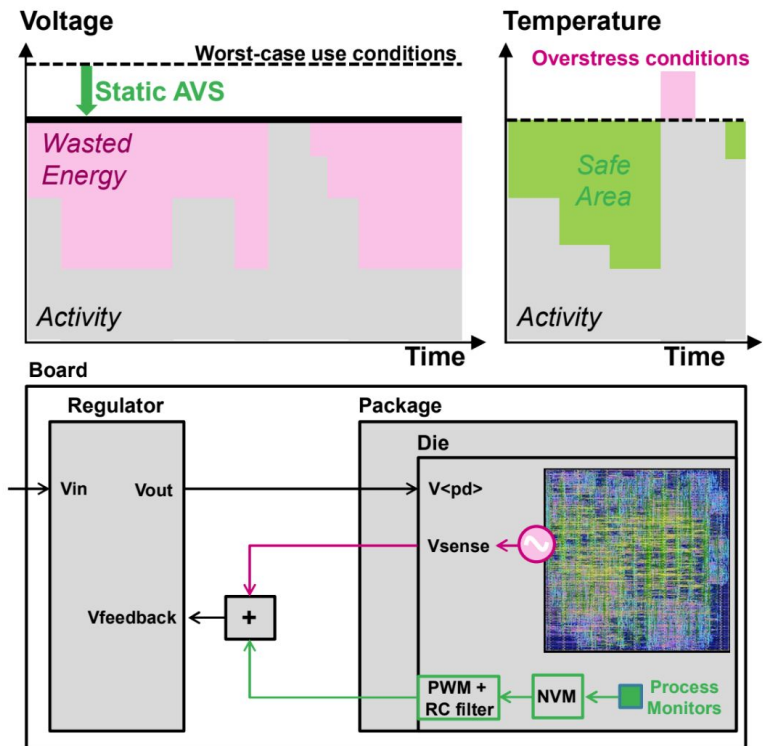 Voltage
Worst-case use conditions
Static AVS
Wasted
Energy
Activity
Time
Temperature
Overstress conditions
Safe
Area
Activity
Time
Board
Regulator
Package
Die
Vin
Vout
V<pd>
Vsense
Vfeedback
+
PWM +
RC filter
NVM
Process
Monitors